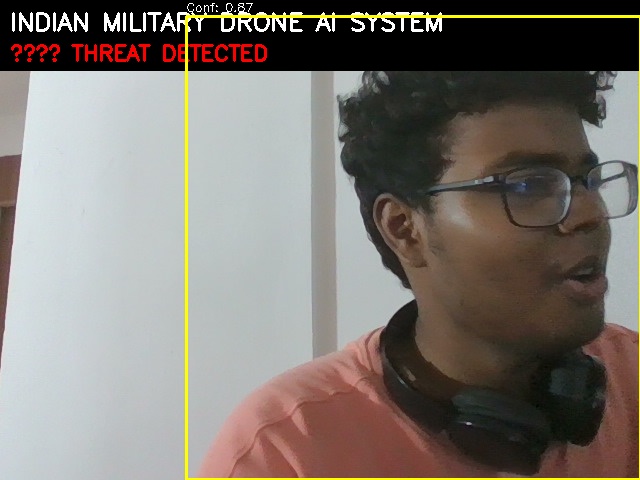 Conf: 0.87
INDIAN MILITARY DRONE AI SYSTEM
???? THREAT DETECTED